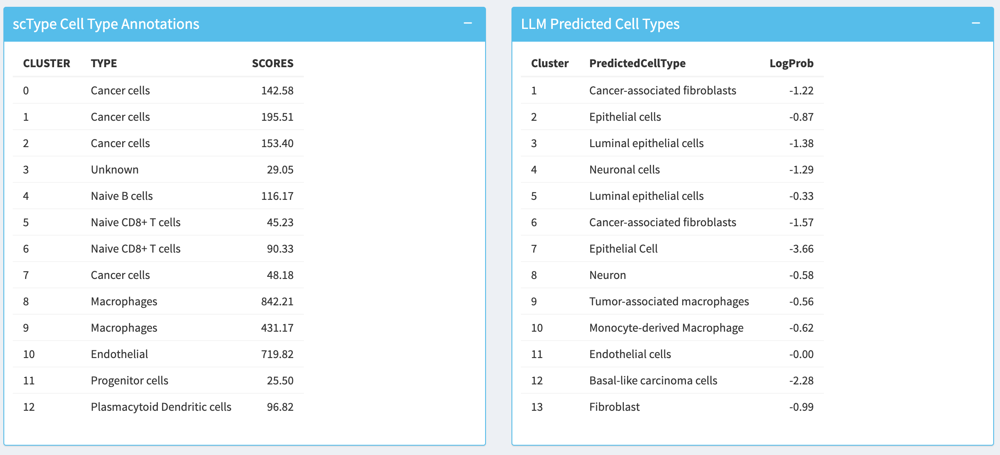 scType Cell Type Annotations
CLUSTER TYPE SCORES
0 Cancer cells 142.58
1 Cancer cells 195.51
2 Cancer cells 153.40
3 Unknown 29.05
4 Naive B cells 116.17
5 Naive CD8+ T cells 45.23
6 Naive CD8+ T cells 90.33
7 Cancer cells 48.18
8 Macrophages 842.21
9 Macrophages 431.17
10 Endothelial 719.82
11 Progenitor cells 25.50
12 Plasmacytoid Dendritic cells 96.82
LLM Predicted Cell Types
Cluster PredictedCellType LogProb
1 Cancer-associated fibroblasts -1.22
2 Epithelial cells -0.87
3 Luminal epithelial cells -1.38
4 Neuronal cells -1.29
5 Luminal epithelial cells -0.33
6 Cancer-associated fibroblasts -1.57
7 Epithelial Cell -3.66
8 Neuron -0.58
9 Tumor-associated macrophages -0.56
10 Monocyte-derived Macrophage -0.62
11 Endothelial cells -0.00
12 Basal-like carcinoma cells -2.28
13 Fibroblast -0.99